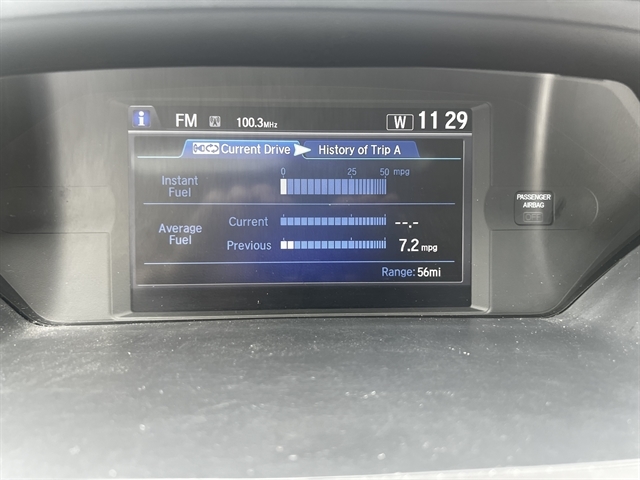 i FM 100.3MHz W 11 29
Current Drive History of Trip A
0 25 50 mpg
Instant
Fuel
Average
Fuel
Current --.-
Previous 7.2 mpg
Range: 56mi
PASSENGER
AIRBAG